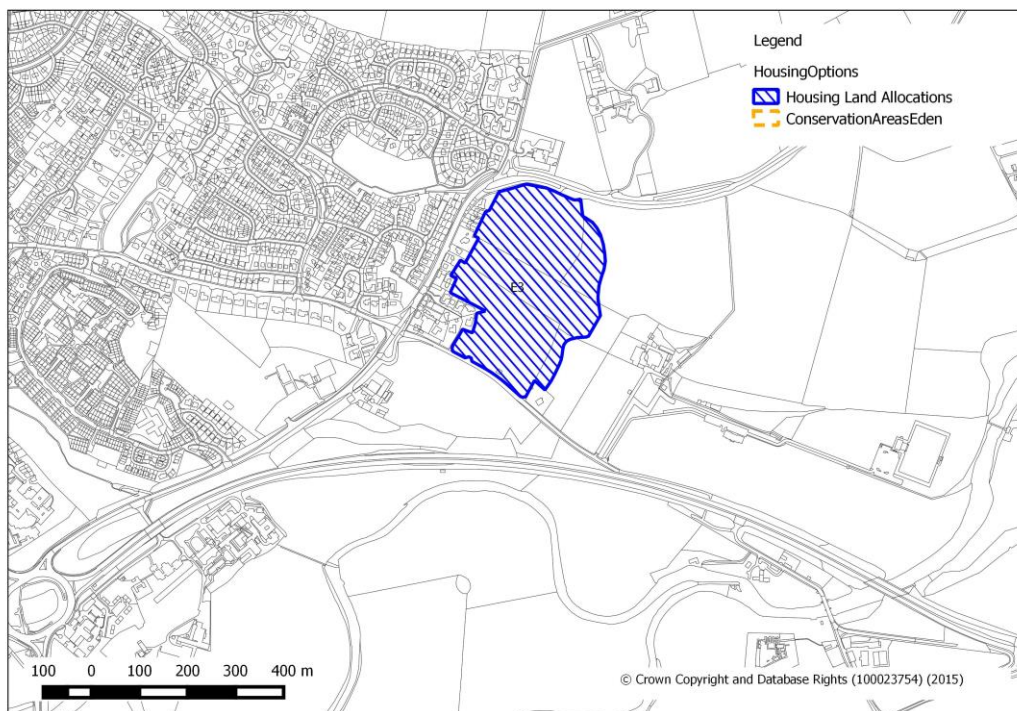 Legend
HousingOptions
Housing Land Allocations
ConservationAreasEden
E3
100 0 100 200 300 400 m
© Crown Copyright and Database Rights (100023754) (2015)